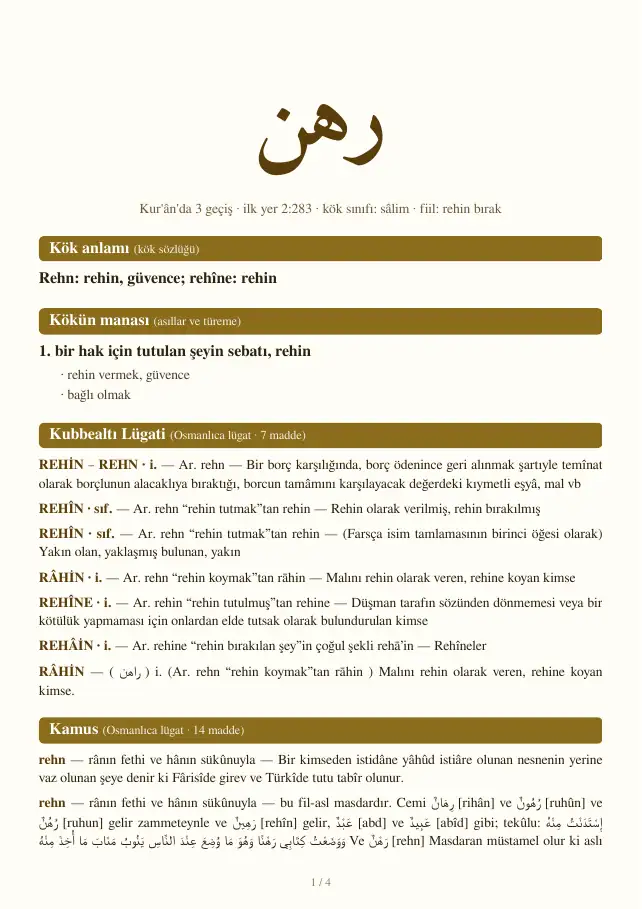 رهن
Kur'ân'da 3 geçiş · ilk yer 2:283 · kök sınıfı: sâlim · fiil: rehin bırak
Kök anlamı (kök sözlüğü)
Rehn: rehin, güvence; rehîne: rehin
Kökün manası (asıllar ve türeme)
1. bir hak için tutulan şeyin sebatı, rehin
· rehin vermek, güvence
· bağlı olmak
Kubbealtı Lügati (Osmanlıca lügat · 7 madde)
REHİN – REHN · i. — Ar. rehn — Bir borç karşılığında, borç ödenince geri alınmak şartıyle temînat
olarak borçlunun alacaklıya bıraktığı, borcun tamâmını karşılayacak değerdeki kıymetli eşyâ, mal vb
REHÎN · sıf. — Ar. rehn “rehin tutmak”tan rehin — Rehin olarak verilmiş, rehin bırakılmış
REHÎN · sıf. — Ar. rehn “rehin tutmak”tan rehin — (Farsça isim tamlamasının birinci öğesi olarak)
Yakın olan, yaklaşmış bulunan, yakın
RÂHİN · i. — Ar. rehn “rehin koymak”tan rāhin — Malını rehin olarak veren, rehine koyan kimse
REHÎNE · i. — Ar. rehn “rehin tutulmuş”tan rehine — Düşman tarafın sözünden dönmemesi veya bir
kötülük yapmaması için onlardan elde tutsak olarak bulundurulan kimse
REHÂİN · i. — Ar. rehine “rehin bırakılan şey”in çoğul şekli rehā’in — Rehîneler
RÂHİN — ( راهن ) i. (Ar. rehn “rehin koymak”tan rāhin ) Malını rehin olarak veren, rehine koyan
kimse.
Kamus (Osmanlıca lügat · 14 madde)
rehn — rânın fethi ve hânın sükûnuyla — Bir kimseden istidâne yâhûd istiâre olunan nesnenin yerine
vaz olunan şeye denir ki Fârisîde girev ve Türkîde tutu tabîr olunur.
rehn — rânın fethi ve hânın sükûnuyla — bu fil-asl masdardır. Cemi رِهَانٌ [rihân] ve رُهُونٌ [ruhûn] ve
رُهُنٌ [ruhun] gelir zammeteynle ve رَهِينٌ [rehîn] gelir, عَبْدٌ [abd] ve عَبِيدٌ [abîd] gibi; tekûlu: إِسْتَدَنْتُ مِنْهُ
وَوَضَعْتُ كِتَابِي رَهْنًا وَهُوَ مَا وُضِعَ عِنْدَ النَّاسِ يَنُوبُ مَنَابَ مَا أُخِذَ مِنْهُ Ve رَهْنٌ [rehn] Masdaran müstamel olur ki aslı
1 / 4